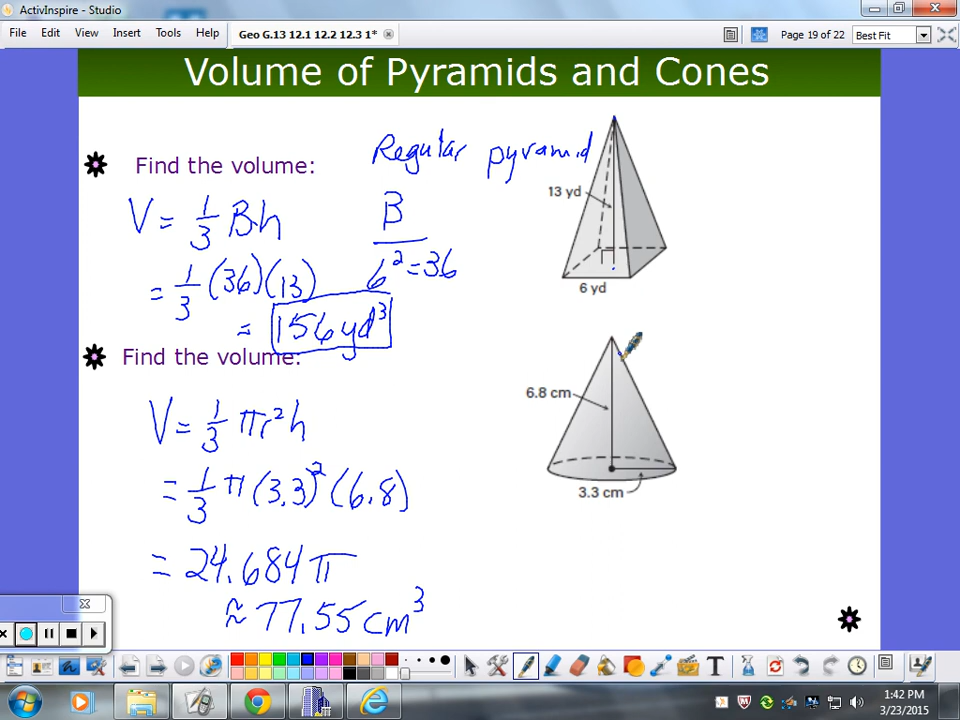 ActivInspire - Studio
File Edit View Insert Tools Help
Geo G.13 12.1 12.2 12.3 1*
Page 19 of 22
Best Fit
Volume of Pyramids and Cones
Find the volume:
Regular pyramid
V = 1/3 Bh
B
6² = 36
= 1/3 (36)(13)
= 156 yd³
13 yd
6 yd
Find the volume:
V = 1/3 πr²h
= 1/3 π (3.3)² (6.8)
= 24.684 π
≈ 77.55 cm³
6.8 cm
3.3 cm
T
1:42 PM
3/23/2015